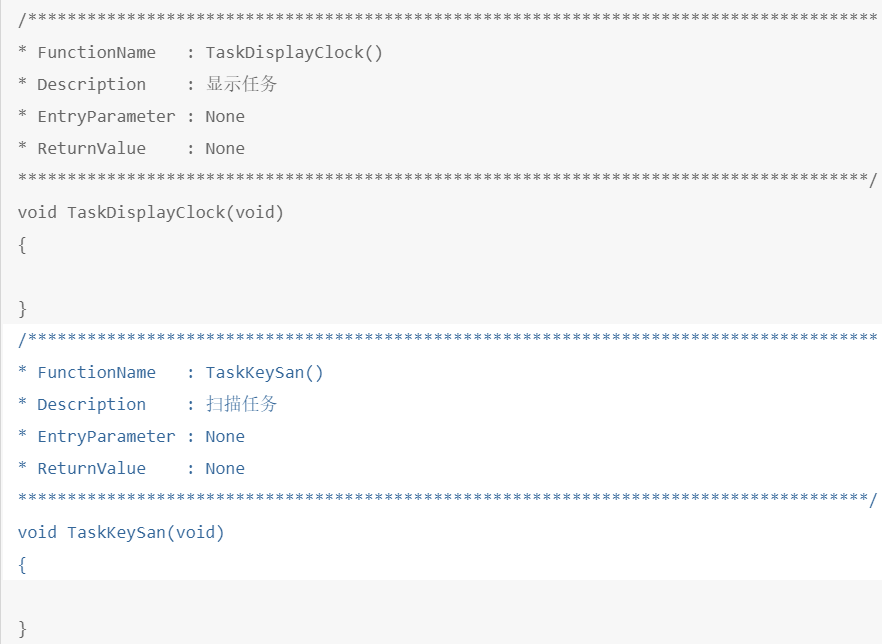 /**************************************************************************************
* FunctionName   : TaskDisplayClock()
* Description    : 显示任务
* EntryParameter : None
* ReturnValue    : None
**************************************************************************************/
void TaskDisplayClock(void)
{
}
/**************************************************************************************
* FunctionName   : TaskKeySan()
* Description    : 扫描任务
* EntryParameter : None
* ReturnValue    : None
**************************************************************************************/
void TaskKeySan(void)
{
}